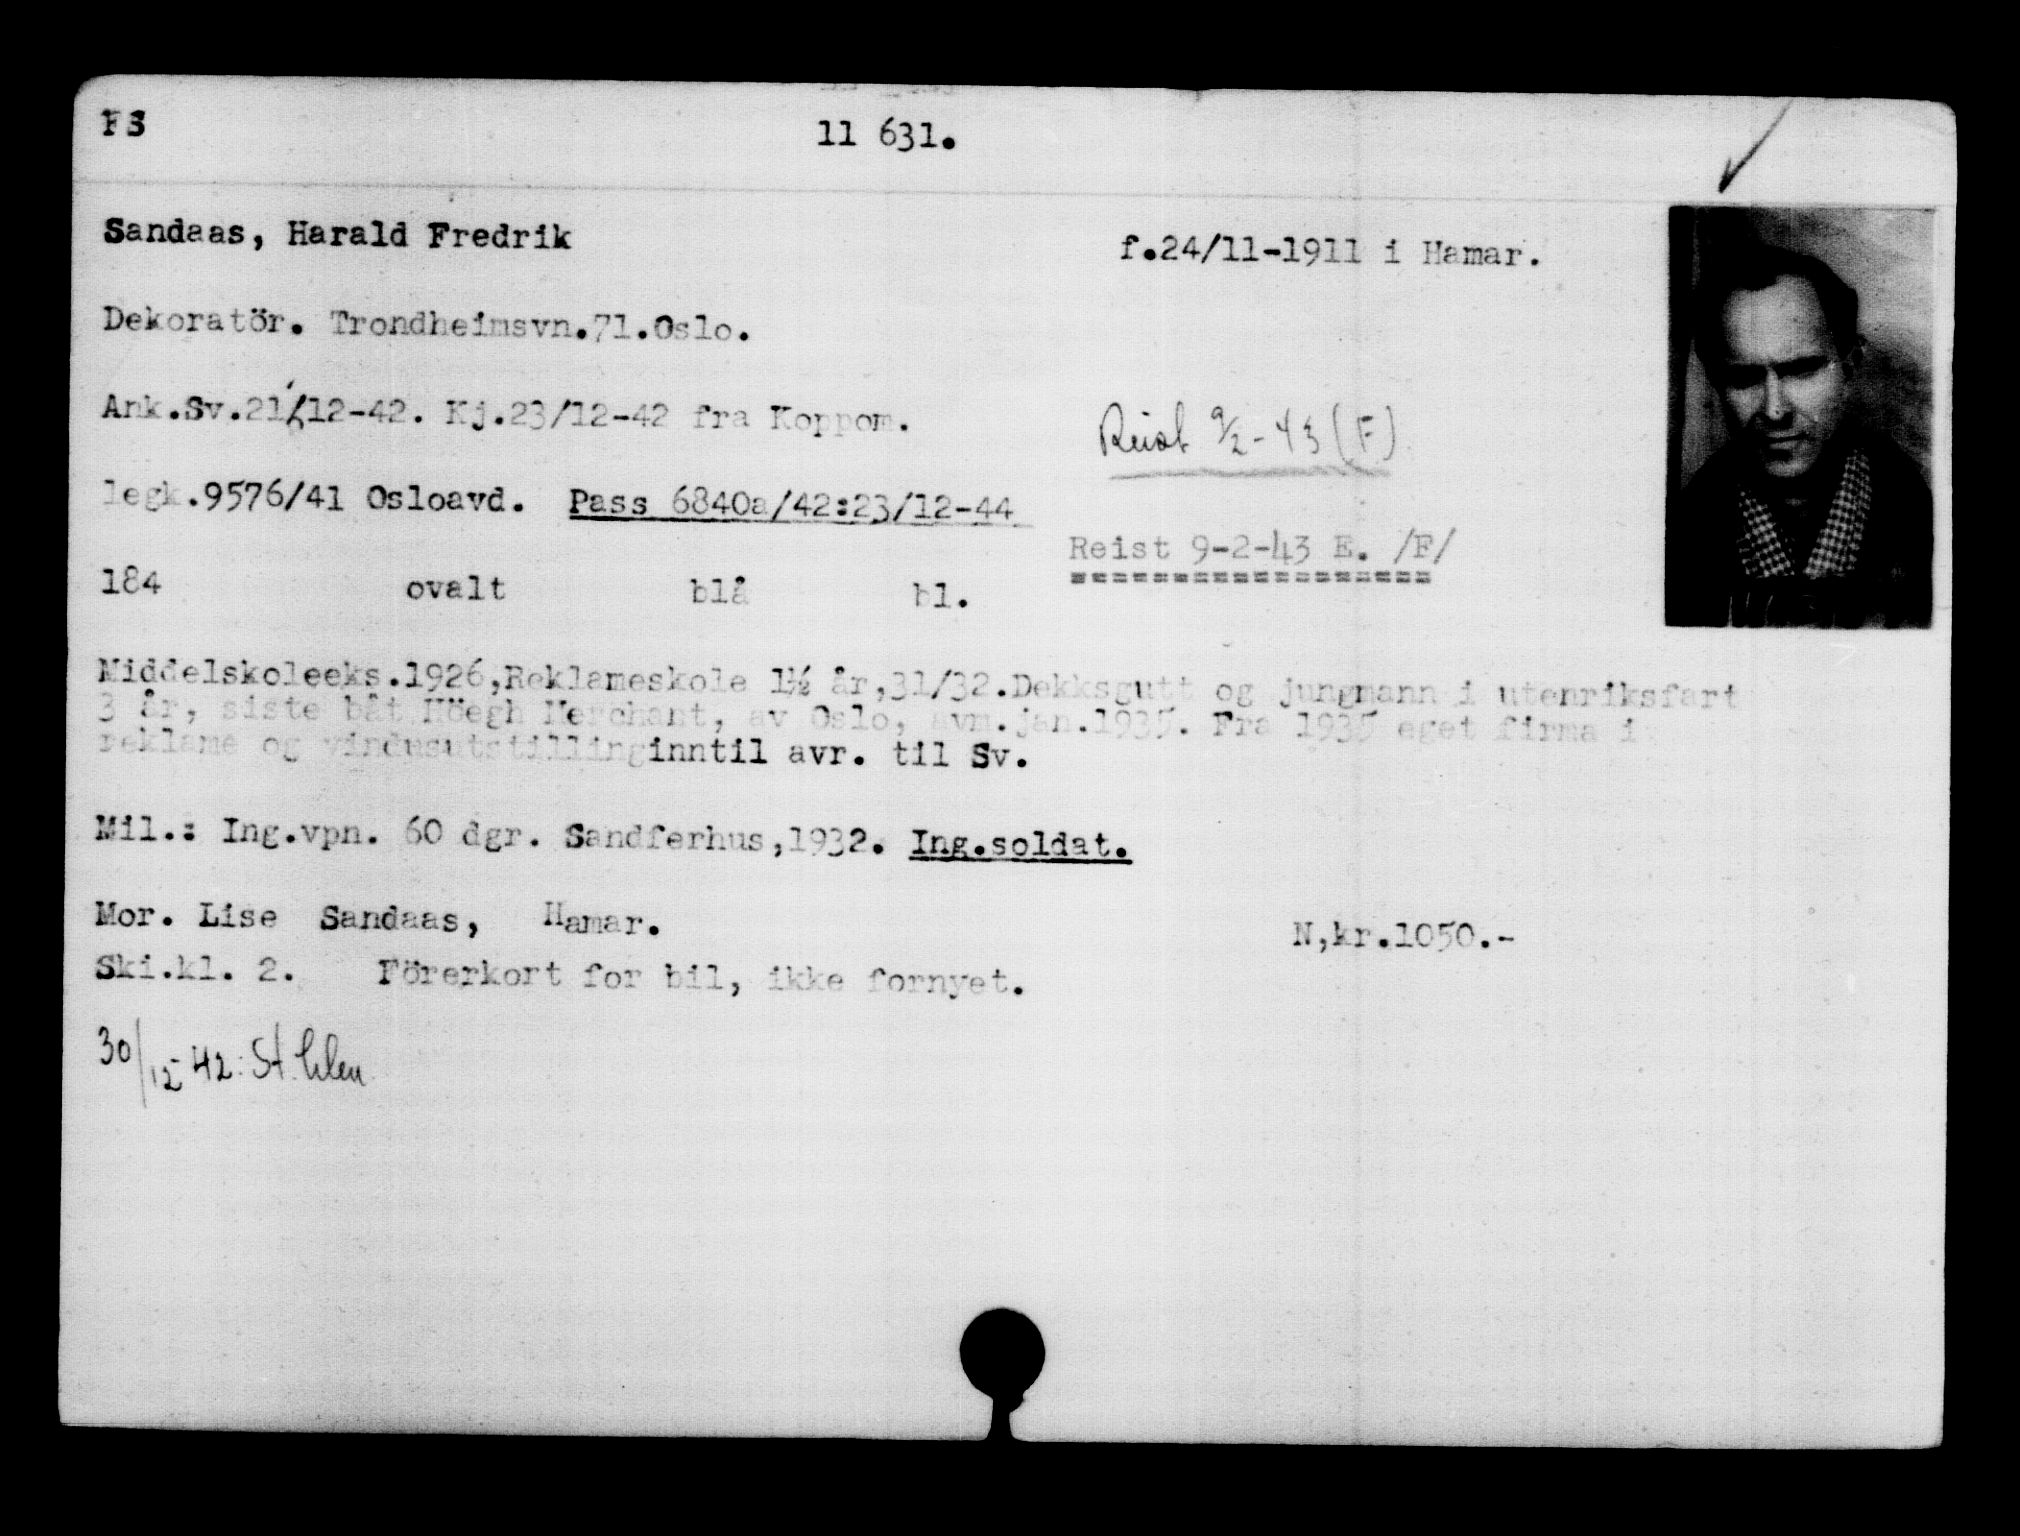 FS
11 631.
Sandaas, Harald Fredrik
f.24/11-1911 i Hamar.
Dekoratör. Trondheimsvn.71.Oslo.
Ank.Sv.21/12-42. Kj.23/12-42 fra Koppom.
Reist 9/2-43 (F)
legk.9576/41 Osloavd. Pass 6840a/42:23/12-44
Reist 9-2-43 E. /F/
==================
184 ovalt blå bl.
Middelskoleeks.1926,Reklameskole 1½ år,31/32.Dekksgutt og jungmann i utenriksfart
3 år, siste båt Höegh Merchant, av Oslo, avm.jan.1935. Fra 1935 eget firma i
reklame og vindusutstillinginntil avr. til Sv.
Mil.: Ing.vpn. 60 dgr. Sandferhus,1932. Ing.soldat.
Mor. Lise Sandaas, Hamar.
N,kr.1050.-
Ski.kl. 2. Förerkort for bil, ikke fornyet.
30/12-42: St.